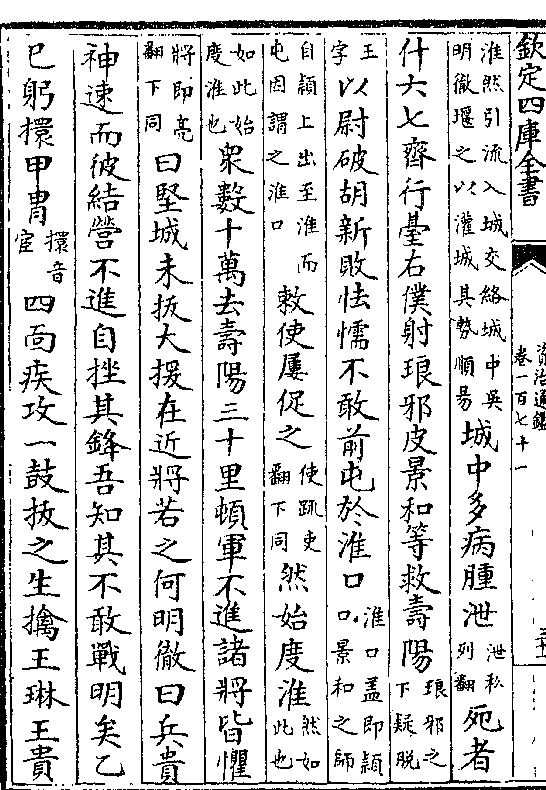 欽定四庫全書
資治通鑑
卷一百七十一
淮然引流入城交絡城中吳
明徹堰之以灌城其勢順易
城中多病腫泄
泄私
列翻
死者
什六七齊行臺右僕射琅邪皮景和等救壽陽
琅邪之
下疑脫
王
字
以尉破胡新敗怯懦不敢前屯於淮口
淮口蓋即潁
口景和之師
自潁上出至淮而
屯因謂之淮口
敕使屢促之
使疏吏
翻下同
然始度淮
然如
此也
如此始
度淮也
衆數十萬去壽陽三十里頓軍不進諸將皆懼
將即亮
翻下同
曰堅城未拔大援在近將若之何明徹曰兵貴
神速而彼結營不進自挫其鋒吾知其不敢戰明矣乙
巳躬擐甲胄
擐音
宦
四面疾攻一鼓拔之生擒王琳王貴